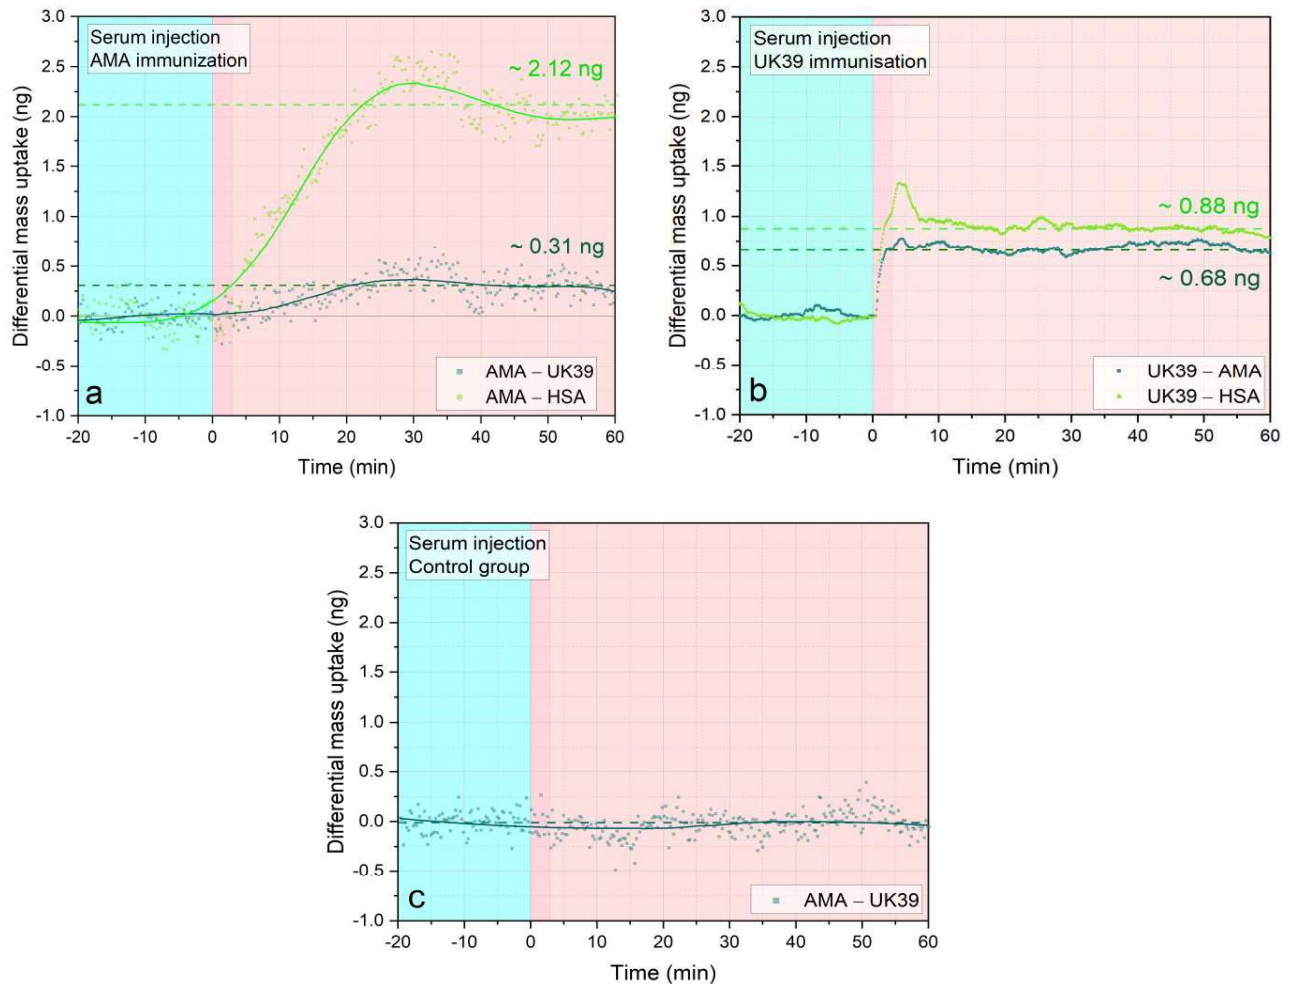 Serum injection
AMA immunization
~ 2.12 ng
~ 0.31 ng
AMA – UK39
AMA – HSA
a
Differential mass uptake (ng)
3.0
2.5
2.0
1.5
1.0
0.5
0.0
-0.5
-1.0
-20 -10 0 10 20 30 40 50 60
Time (min)
Serum injection
UK39 immunisation
~ 0.88 ng
~ 0.68 ng
UK39 – AMA
UK39 – HSA
b
Differential mass uptake (ng)
3.0
2.5
2.0
1.5
1.0
0.5
0.0
-0.5
-1.0
-20 -10 0 10 20 30 40 50 60
Time (min)
Serum injection
Control group
AMA – UK39
c
Differential mass uptake (ng)
3.0
2.5
2.0
1.5
1.0
0.5
0.0
-0.5
-1.0
-20 -10 0 10 20 30 40 50 60
Time (min)